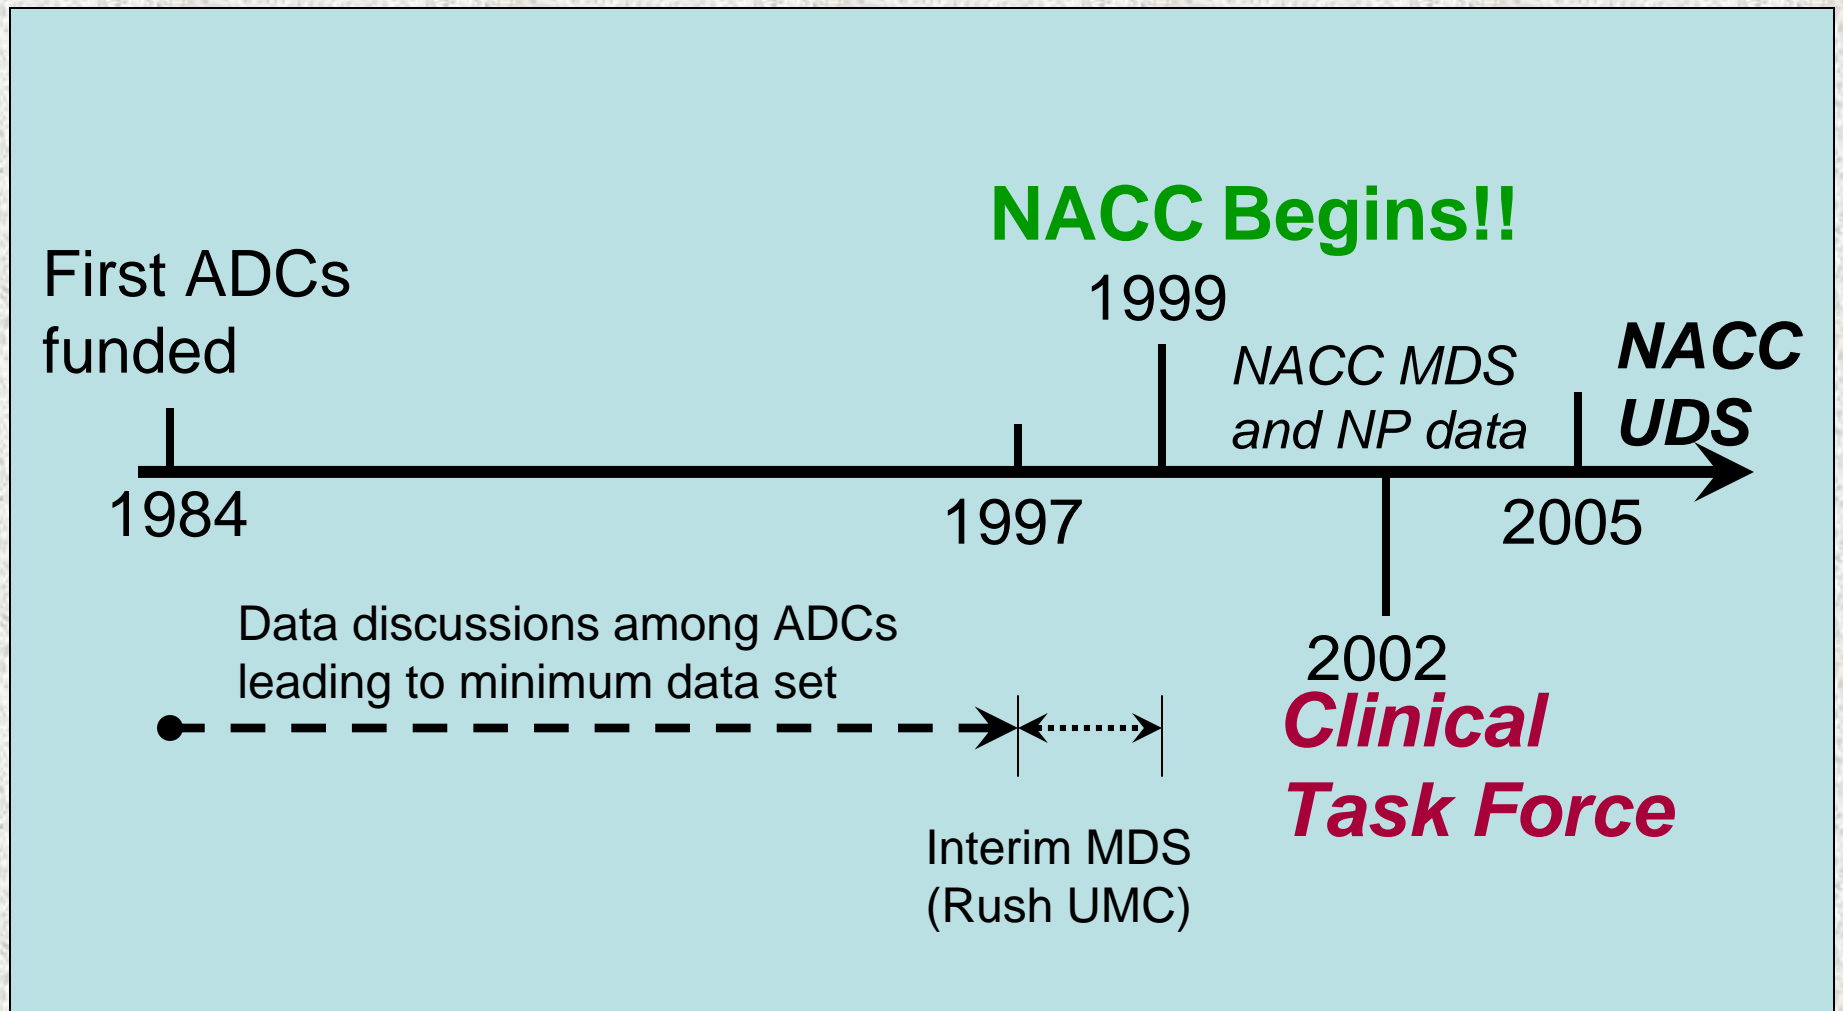 NACC Begins!!
First ADCs
funded
1999
NACC MDS
and NP data
NACC
UDS
1984
1997
2005
Data discussions among ADCs
leading to minimum data set
2002
Clinical
Task Force
Interim MDS
(Rush UMC)